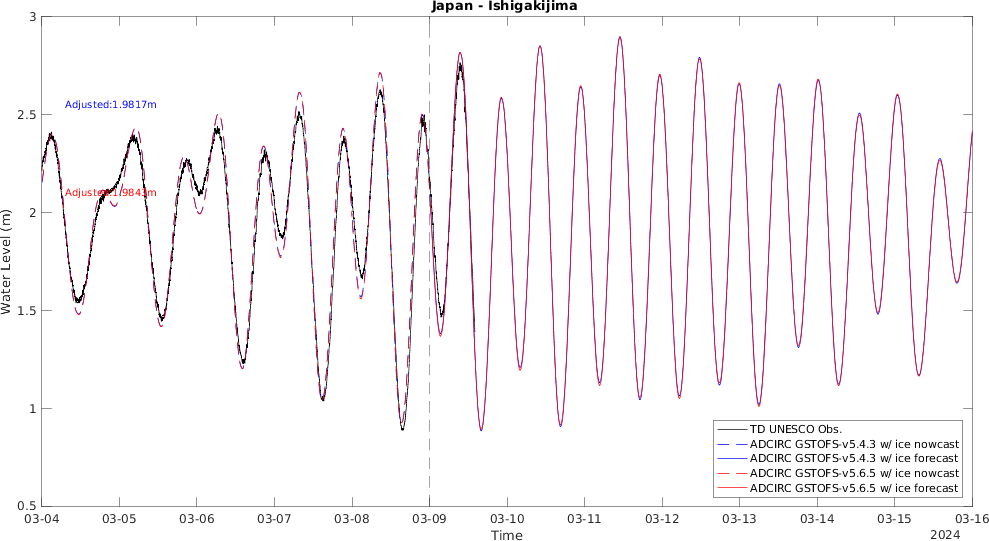 Japan - Ishigakijima
Water Level (m)
3
2.5
2
1.5
1
0.5
Adjusted:1.9817m
Adjusted:1.9843m
TD UNESCO Obs.
ADCIRC GSTOFS-v5.4.3 w/ ice nowcast
ADCIRC GSTOFS-v5.4.3 w/ ice forecast
ADCIRC GSTOFS-v5.6.5 w/ ice nowcast
ADCIRC GSTOFS-v5.6.5 w/ ice forecast
03-04 03-05 03-06 03-07 03-08 03-09 03-10 03-11 03-12 03-13 03-14 03-15 03-16
Time
2024